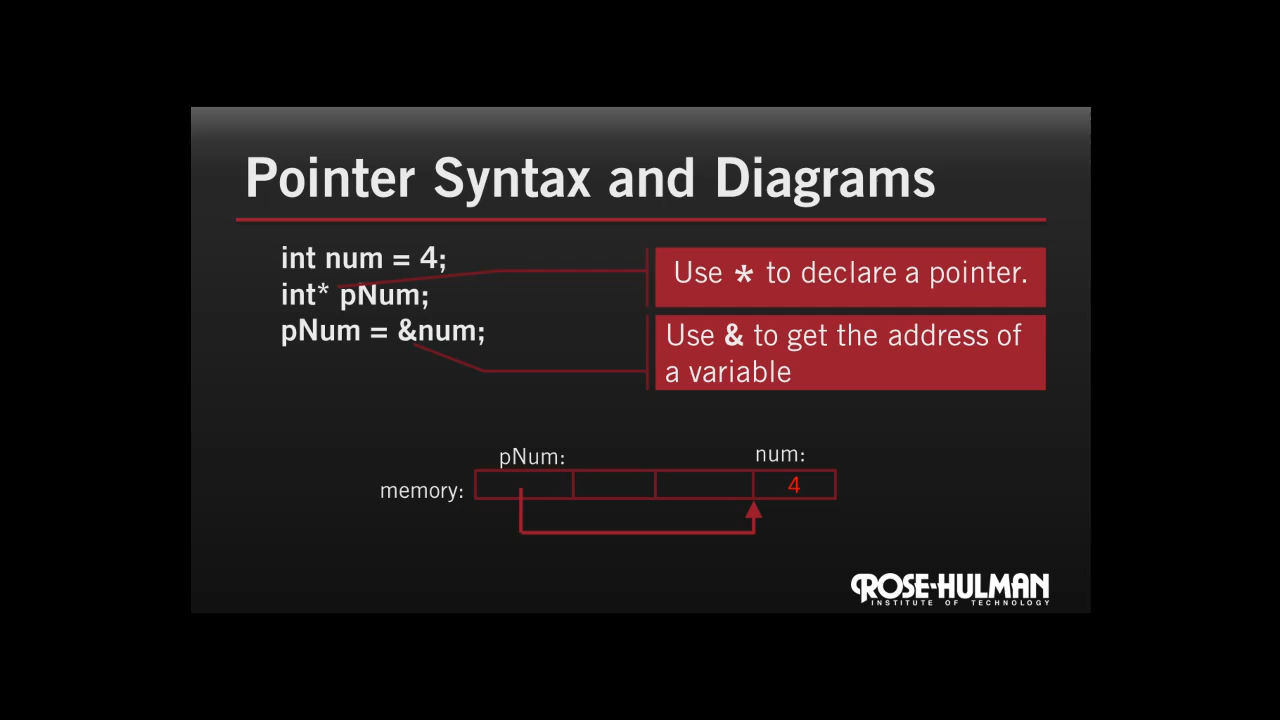 Pointer Syntax and Diagrams
int num = 4;
int* pNum;
pNum = &num;
Use * to declare a pointer.
Use & to get the address of
a variable
pNum:
num:
memory:
4
ROSE-HULMAN
INSTITUTE OF TECHNOLOGY